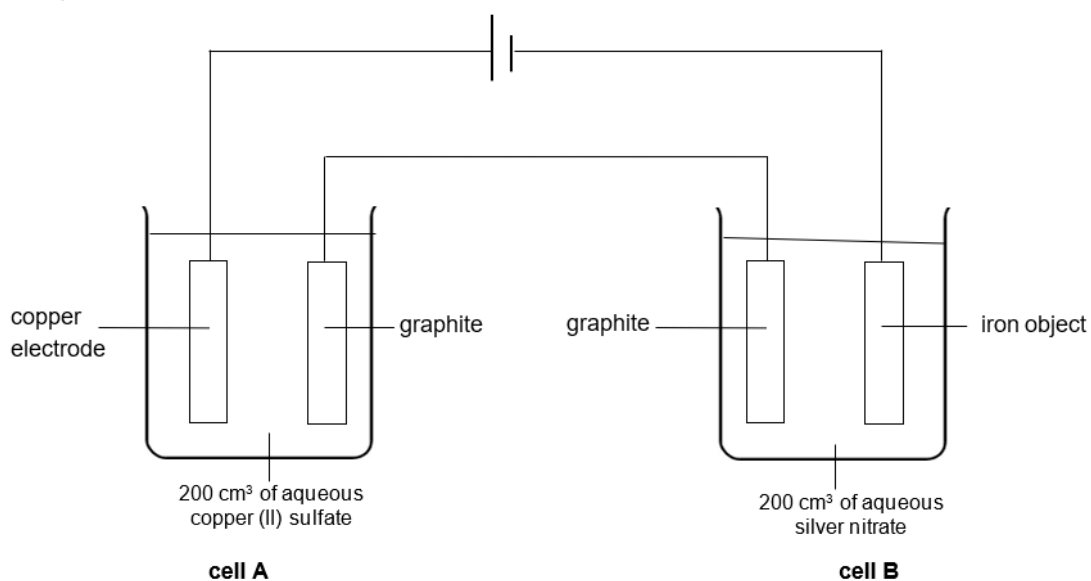 copper
electrode
graphite
graphite
iron object
200 cm³ of aqueous
copper (II) sulfate
200 cm³ of aqueous
silver nitrate
cell A
cell B